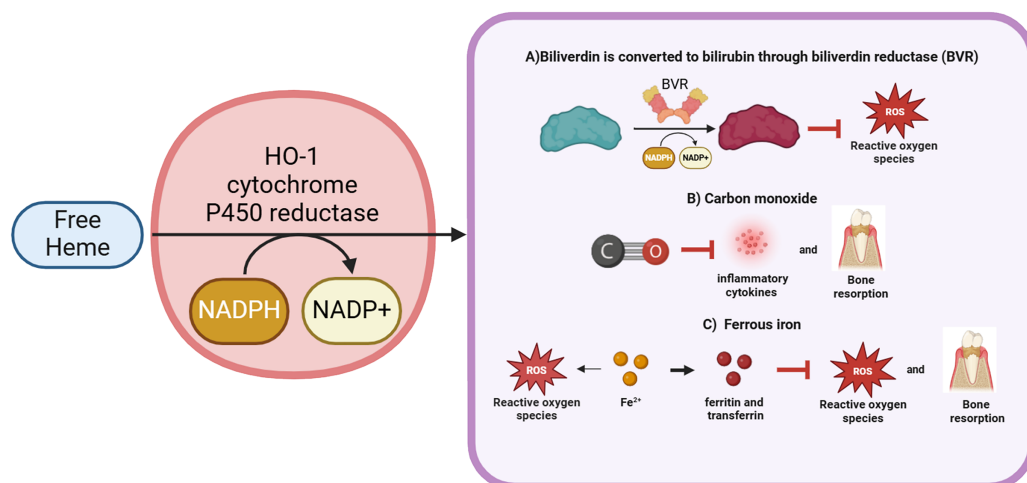 Free
Heme
HO-1
cytochrome
P450 reductase
NADPH
NADP+
A)Biliverdin is converted to bilirubin through biliverdin reductase (BVR)
BVR
NADPH
NADP+
ROS
Reactive oxygen
species
B) Carbon monoxide
C
O
inflammatory
cytokines
and
Bone
resorption
C) Ferrous iron
ROS
Reactive oxygen
species
Fe²⁺
ferritin and
transferrin
ROS
Reactive oxygen
species
and
Bone
resorption